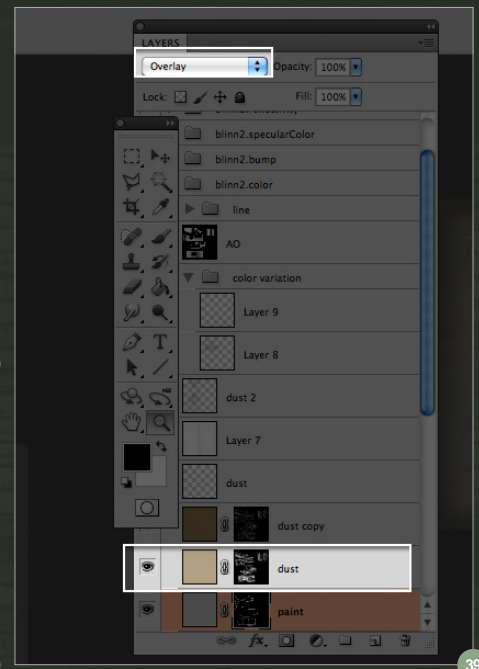 LAYERS
Overlay
Opacity: 100%
Lock: Fill: 100%
blinn2.specularColor
blinn2.bump
blinn2.color
line
AO
color variation
Layer 9
Layer 8
dust 2
Layer 7
dust
dust copy
dust
paint
fx.
39